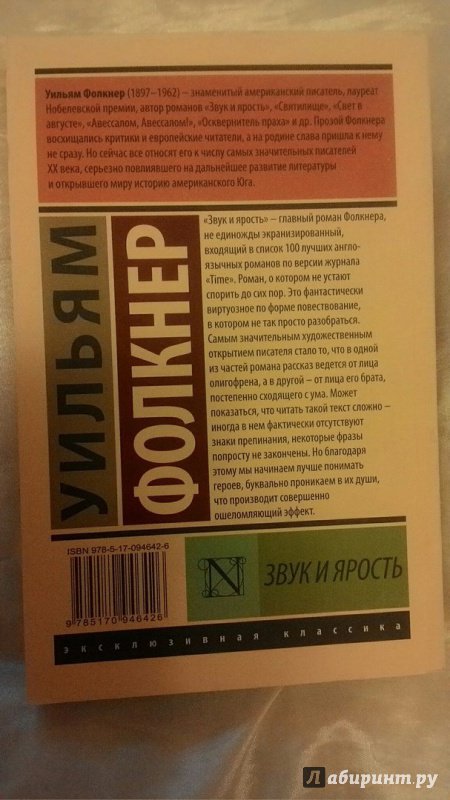 Уильям Фолкнер (1897–1962) – знаменитый американский писатель, лауреат
Нобелевской премии, автор романов «Звук и ярость», «Святилище», «Свет в
августе», «Авессалом, Авессалом!», «Осквернитель праха» и др. Прозой Фолкнера
восхищались критики и европейские читатели, а на родине слава пришла к нему
не сразу. Но сейчас все относят его к числу самых значительных писателей
XX века, серьезно повлиявшего на дальнейшее развитие литературы
и открывшего миру историю американского Юга.
УИЛЬЯМ
ФОЛКНЕР
«Звук и ярость» – главный роман Фолкнера,
не единожды экранизированный,
входящий в список 100 лучших англо-
язычных романов по версии журнала
«Time». Роман, о котором не устают
спорить до сих пор. Это фантастически
виртуозное по форме повествование,
в котором не так просто разобраться.
Самым значительным художественным
открытием писателя стало то, что в одной
из частей романа рассказ ведется от лица
олигофрена, а в другой – от лица его брата,
постепенно сходящего с ума. Может
показаться, что читать такой текст сложно –
иногда в нем фактически отсутствуют
знаки препинания, некоторые фразы
попросту не закончены. Но благодаря
этому мы начинаем лучше понимать
героев, буквально проникаем в их души,
что производит совершенно
ошеломляющий эффект.
ISBN 978-5-17-094642-6
9 785170 946426
N
ЗВУК И ЯРОСТЬ
эксклюзивная классика
Лабиринт.ру